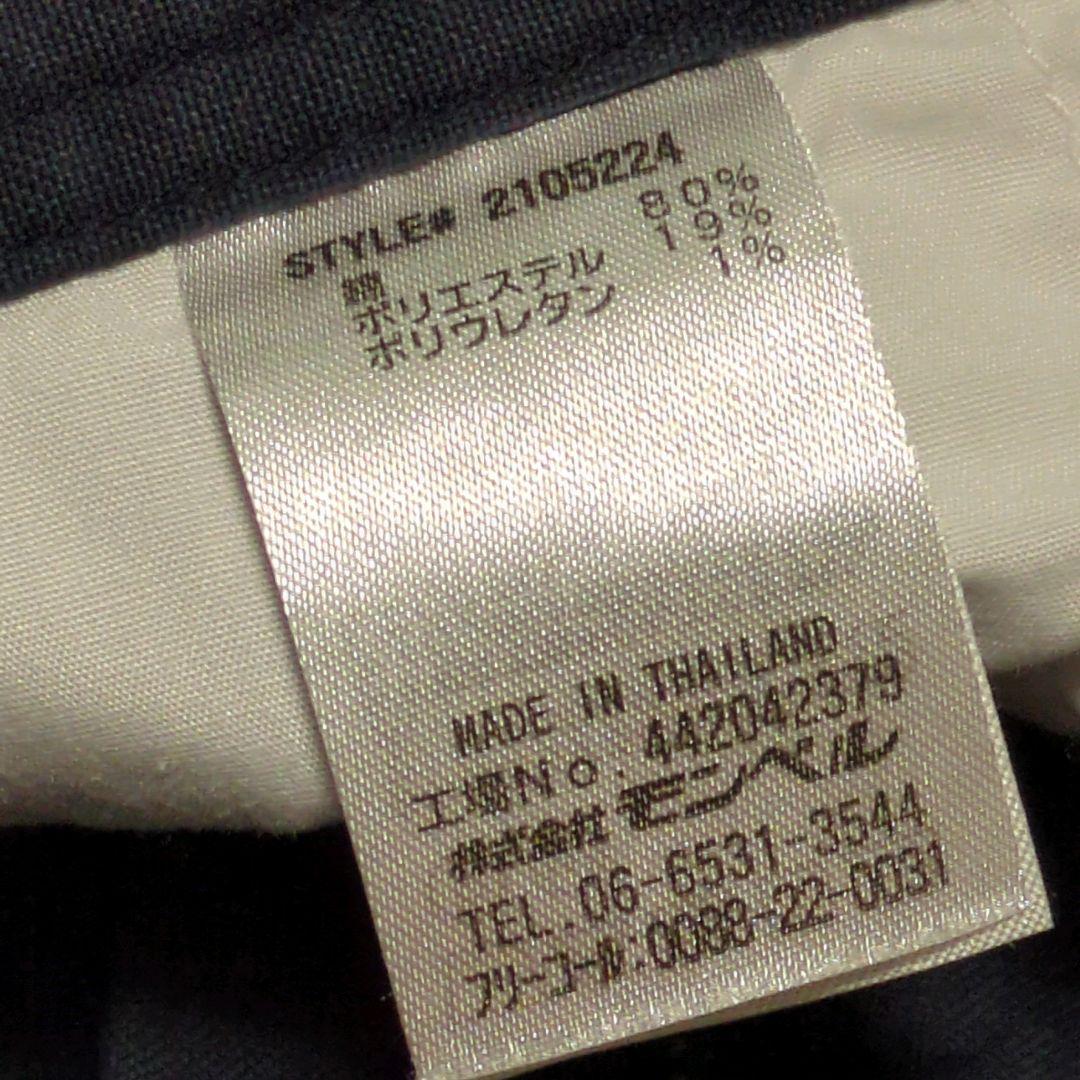 STYLE# 2105224
綿 80%
ポリエステル 19%
ポリウレタン 1%
MADE IN THAILAND
工場No.442042379
株式会社モンベル
TEL.06-6531-3544
フリーコール:0088-22-0031